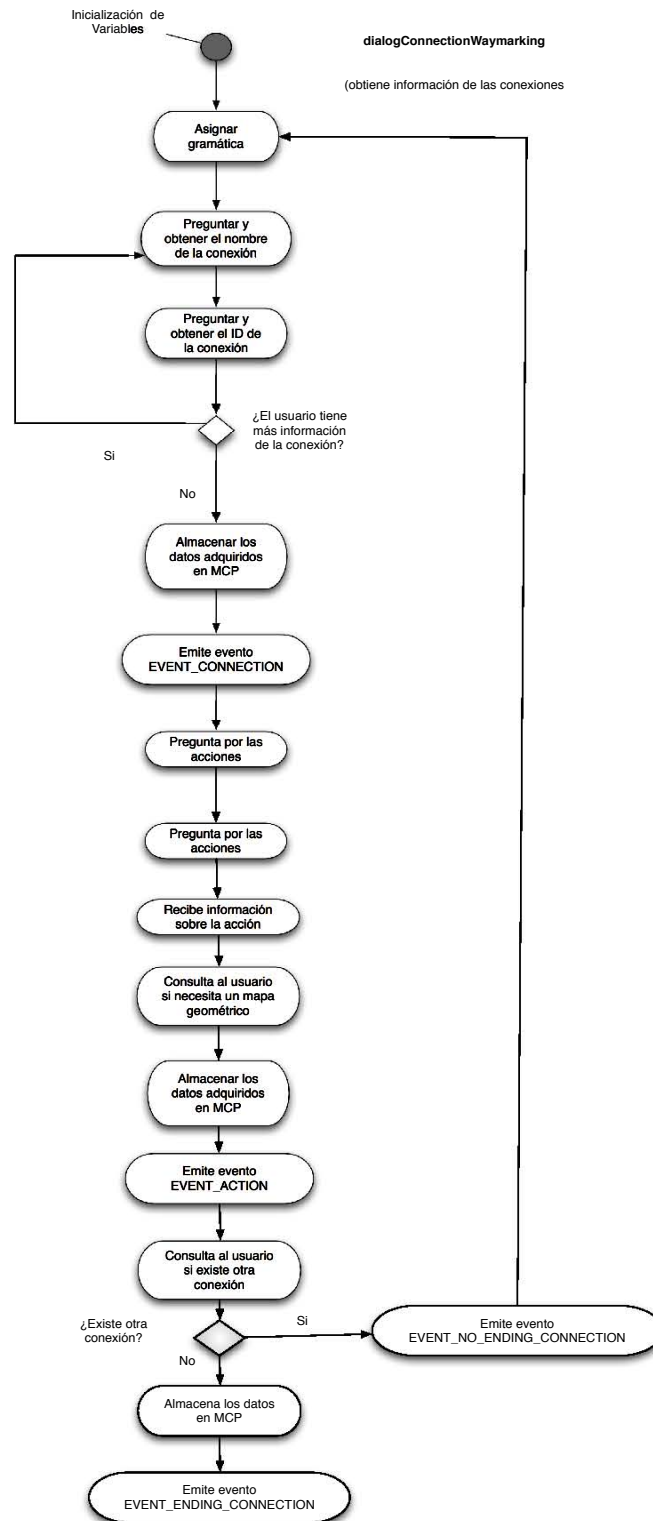 Inicialización de
Variables
dialogConnectionWaymarking
(obtiene información de las conexiones
Asignar
gramática
Preguntar y
obtener el nombre
de la conexión
Preguntar y
obtener el ID de
la conexión
¿El usuario tiene
más información
de la conexión?
Si
No
Almacenar los
datos adquiridos
en MCP
Emite evento
EVENT_CONNECTION
Pregunta por las
acciones
Pregunta por las
acciones
Recibe información
sobre la acción
Consulta al usuario
si necesita un mapa
geométrico
Almacenar los
datos adquiridos
en MCP
Emite evento
EVENT_ACTION
Consulta al usuario
si existe otra
conexión
¿Existe otra
conexión?
Si
Emite evento
EVENT_NO_ENDING_CONNECTION
No
Almacena los datos
en MCP
Emite evento
EVENT_ENDING_CONNECTION